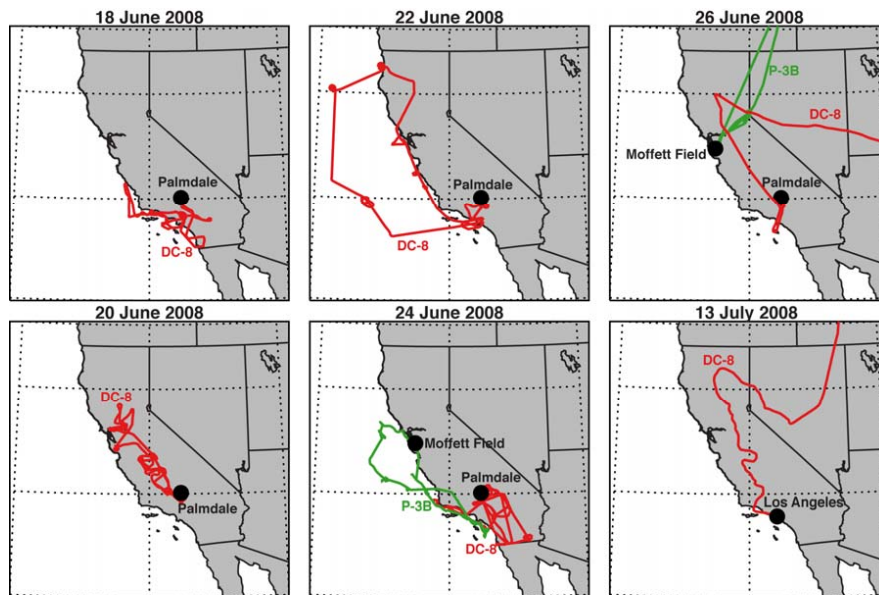 18 June 2008
22 June 2008
26 June 2008
Palmdale
DC-8
Palmdale
DC-8
P-3B
DC-8
Moffett Field
Palmdale
20 June 2008
24 June 2008
13 July 2008
DC-8
Palmdale
Moffett Field
Palmdale
P-3B
DC-8
DC-8
Los Angeles